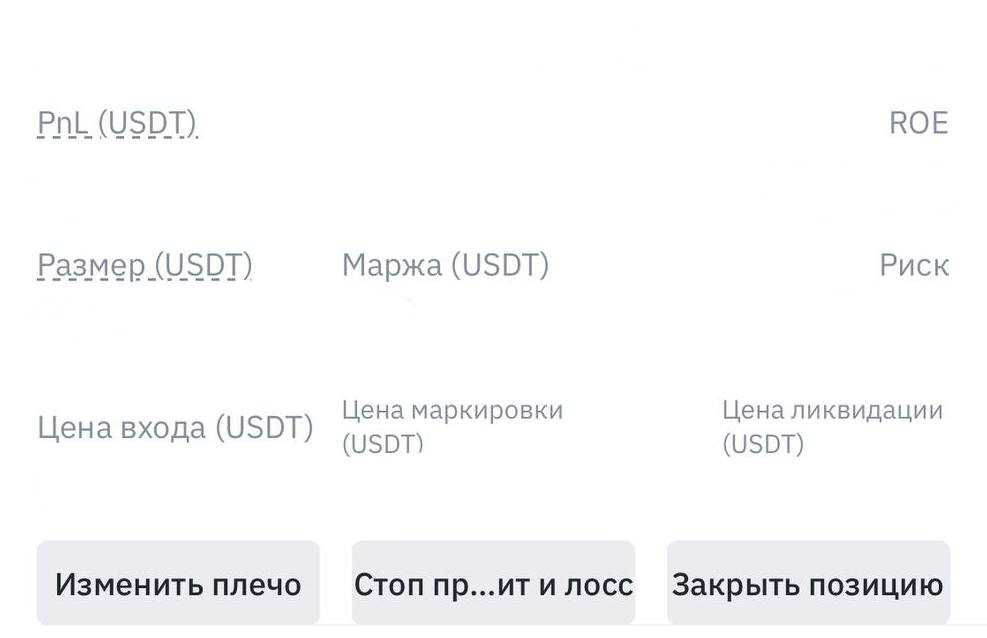 PnL (USDT)
ROE
Размер (USDT)
Маржа (USDT)
Риск
Цена входа (USDT)
Цена маркировки
(USDT)
Цена ликвидации
(USDT)
Изменить плечо
Стоп пр...ит и лосс
Закрыть позицию